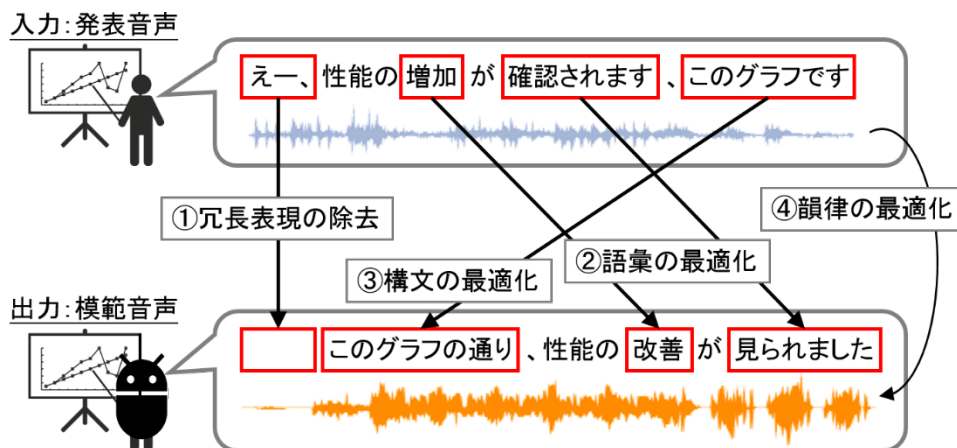 入力:発表音声
えー、性能の増加が確認されます、このグラフです
①冗長表現の除去
④韻律の最適化
②語彙の最適化
③構文の最適化
出力:模範音声
このグラフの通り、性能の改善が見られました